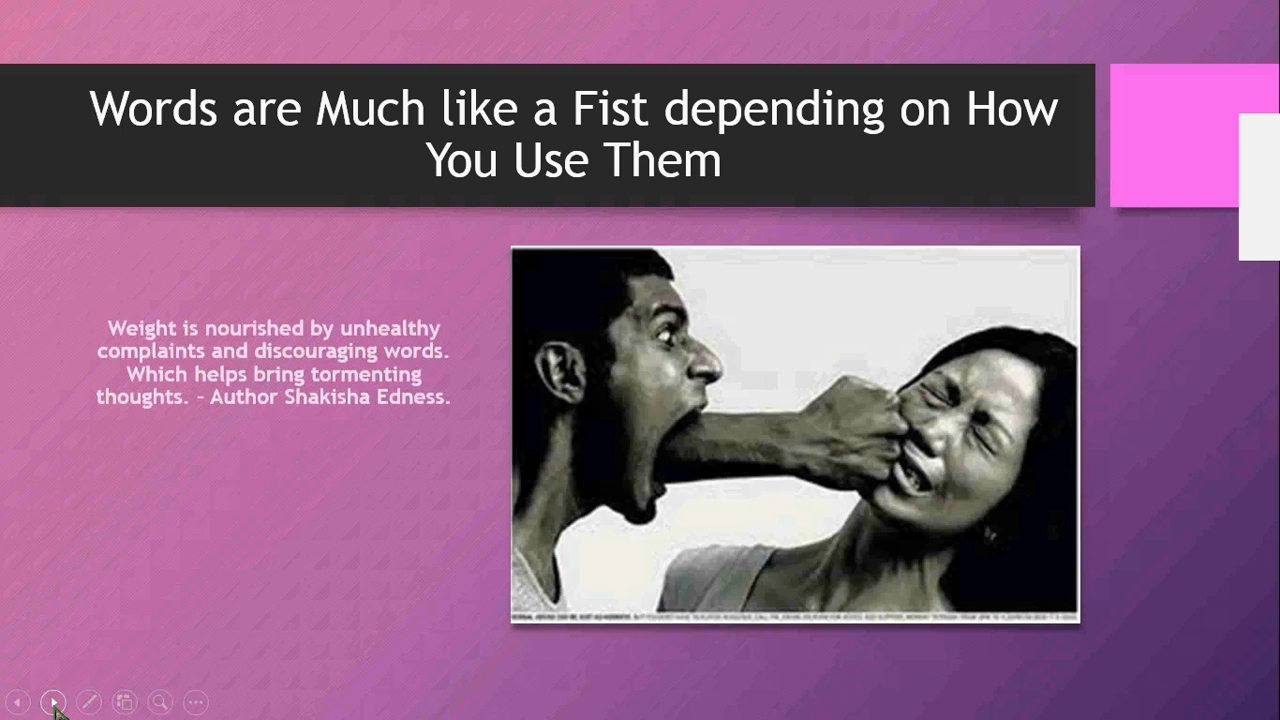 Words are Much like a Fist depending on How
You Use Them
Weight is nourished by unhealthy
complaints and discouraging words.
Which helps bring tormenting
thoughts. – Author Shakisha Edness.